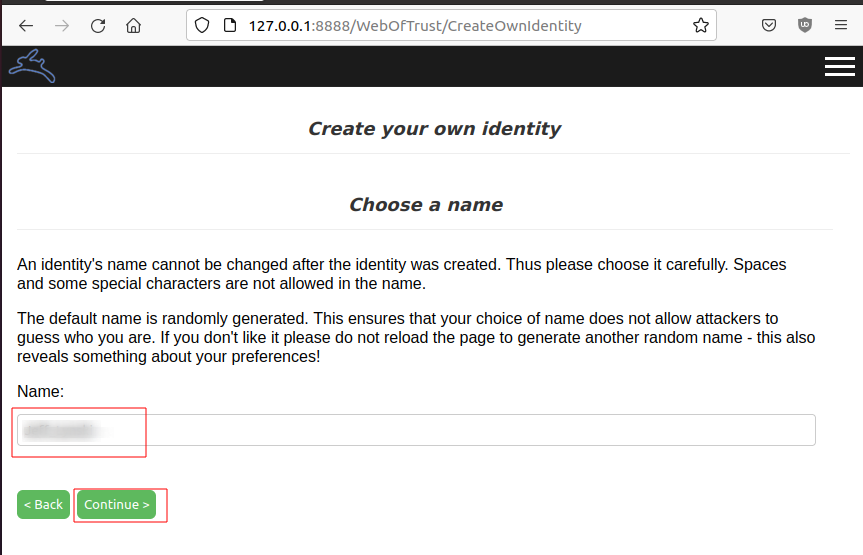 127.0.0.1:8888/WebOfTrust/CreateOwnIdentity
Create your own identity
Choose a name
An identity's name cannot be changed after the identity was created. Thus please choose it carefully. Spaces
and some special characters are not allowed in the name.
The default name is randomly generated. This ensures that your choice of name does not allow attackers to
guess who you are. If you don't like it please do not reload the page to generate another random name - this also
reveals something about your preferences!
Name:
< Back Continue >